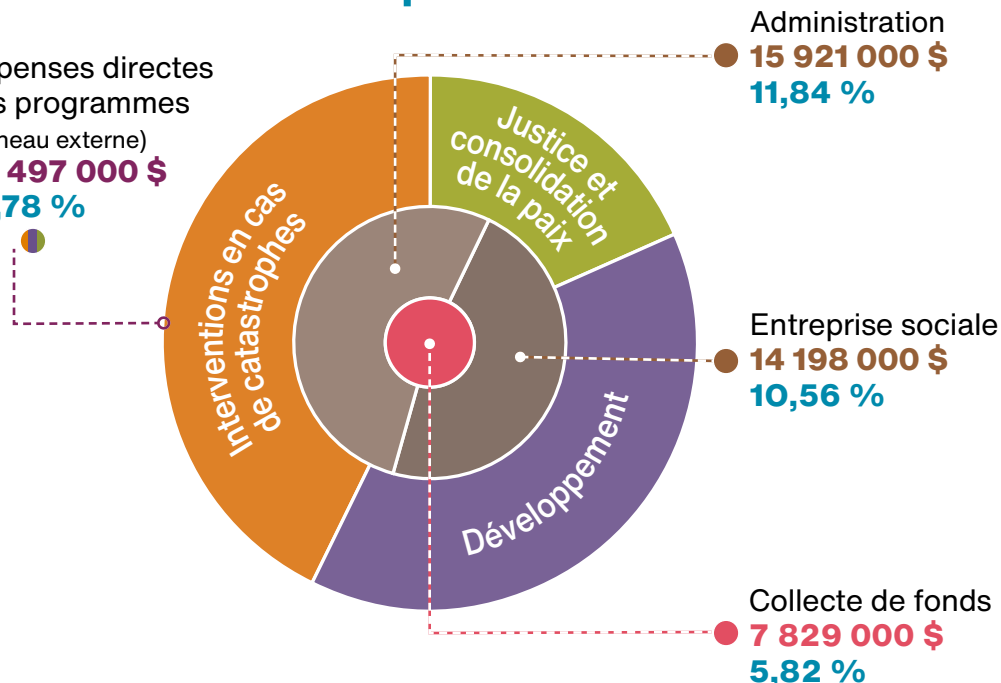 Administration
15 921 000 $
11,84 %
penses directes
s programmes
neau externe)
497 000 $
,78 %
Justice et
consolidation
de la paix
Interventions en cas
de catastrophes
Entreprise sociale
14 198 000 $
10,56 %
Développement
Collecte de fonds
7 829 000 $
5,82 %